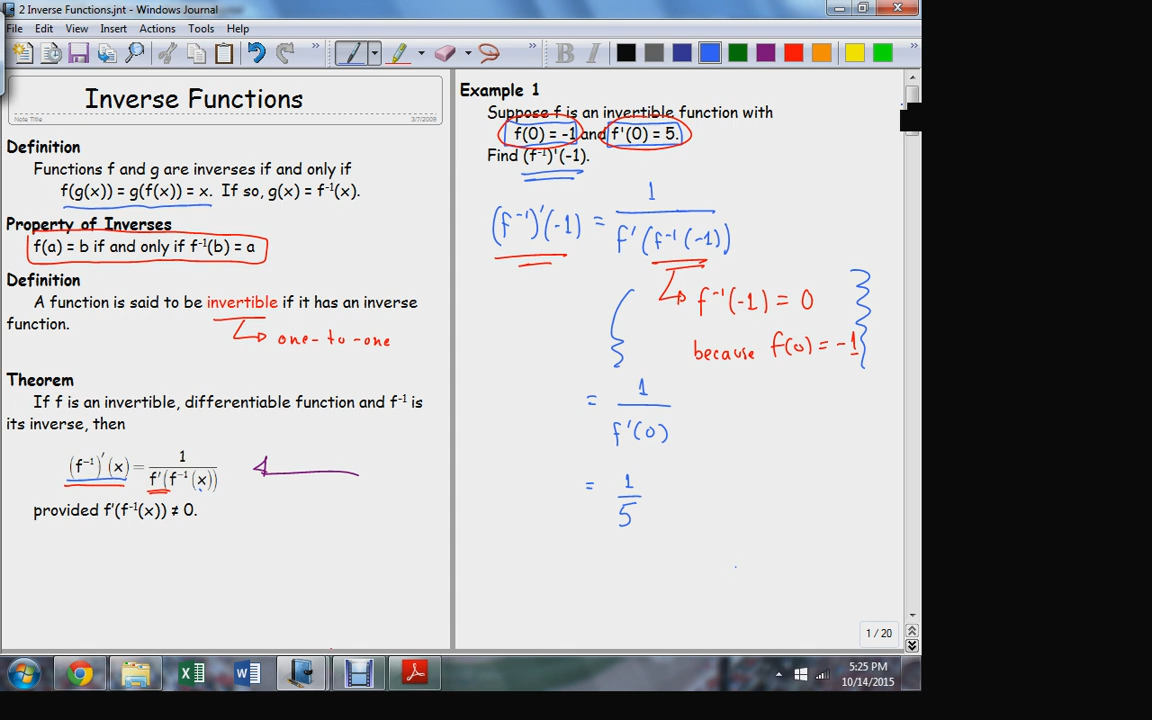 2 Inverse Functions.jnt - Windows Journal
File Edit View Insert Actions Tools Help
Inverse Functions
Note Title
3/7/2009
Definition
Functions f and g are inverses if and only if
f(g(x)) = g(f(x)) = x. If so, g(x) = f⁻¹(x).
Property of Inverses
f(a) = b if and only if f⁻¹(b) = a
Definition
A function is said to be invertible if it has an inverse
function.
one-to-one
Theorem
If f is an invertible, differentiable function and f⁻¹ is
its inverse, then
(f⁻¹)'(x) = 1 / f'(f⁻¹(x))
provided f'(f⁻¹(x)) ≠ 0.
Example 1
Suppose f is an invertible function with
f(0) = -1 and f'(0) = 5.
Find (f⁻¹)'(-1).
(f⁻¹)'(-1) = 1 / f'(f⁻¹(-1))
f⁻¹(-1) = 0
because f(0) = -1
= 1 / f'(0)
= 1 / 5
1 / 20
5:25 PM
10/14/2015